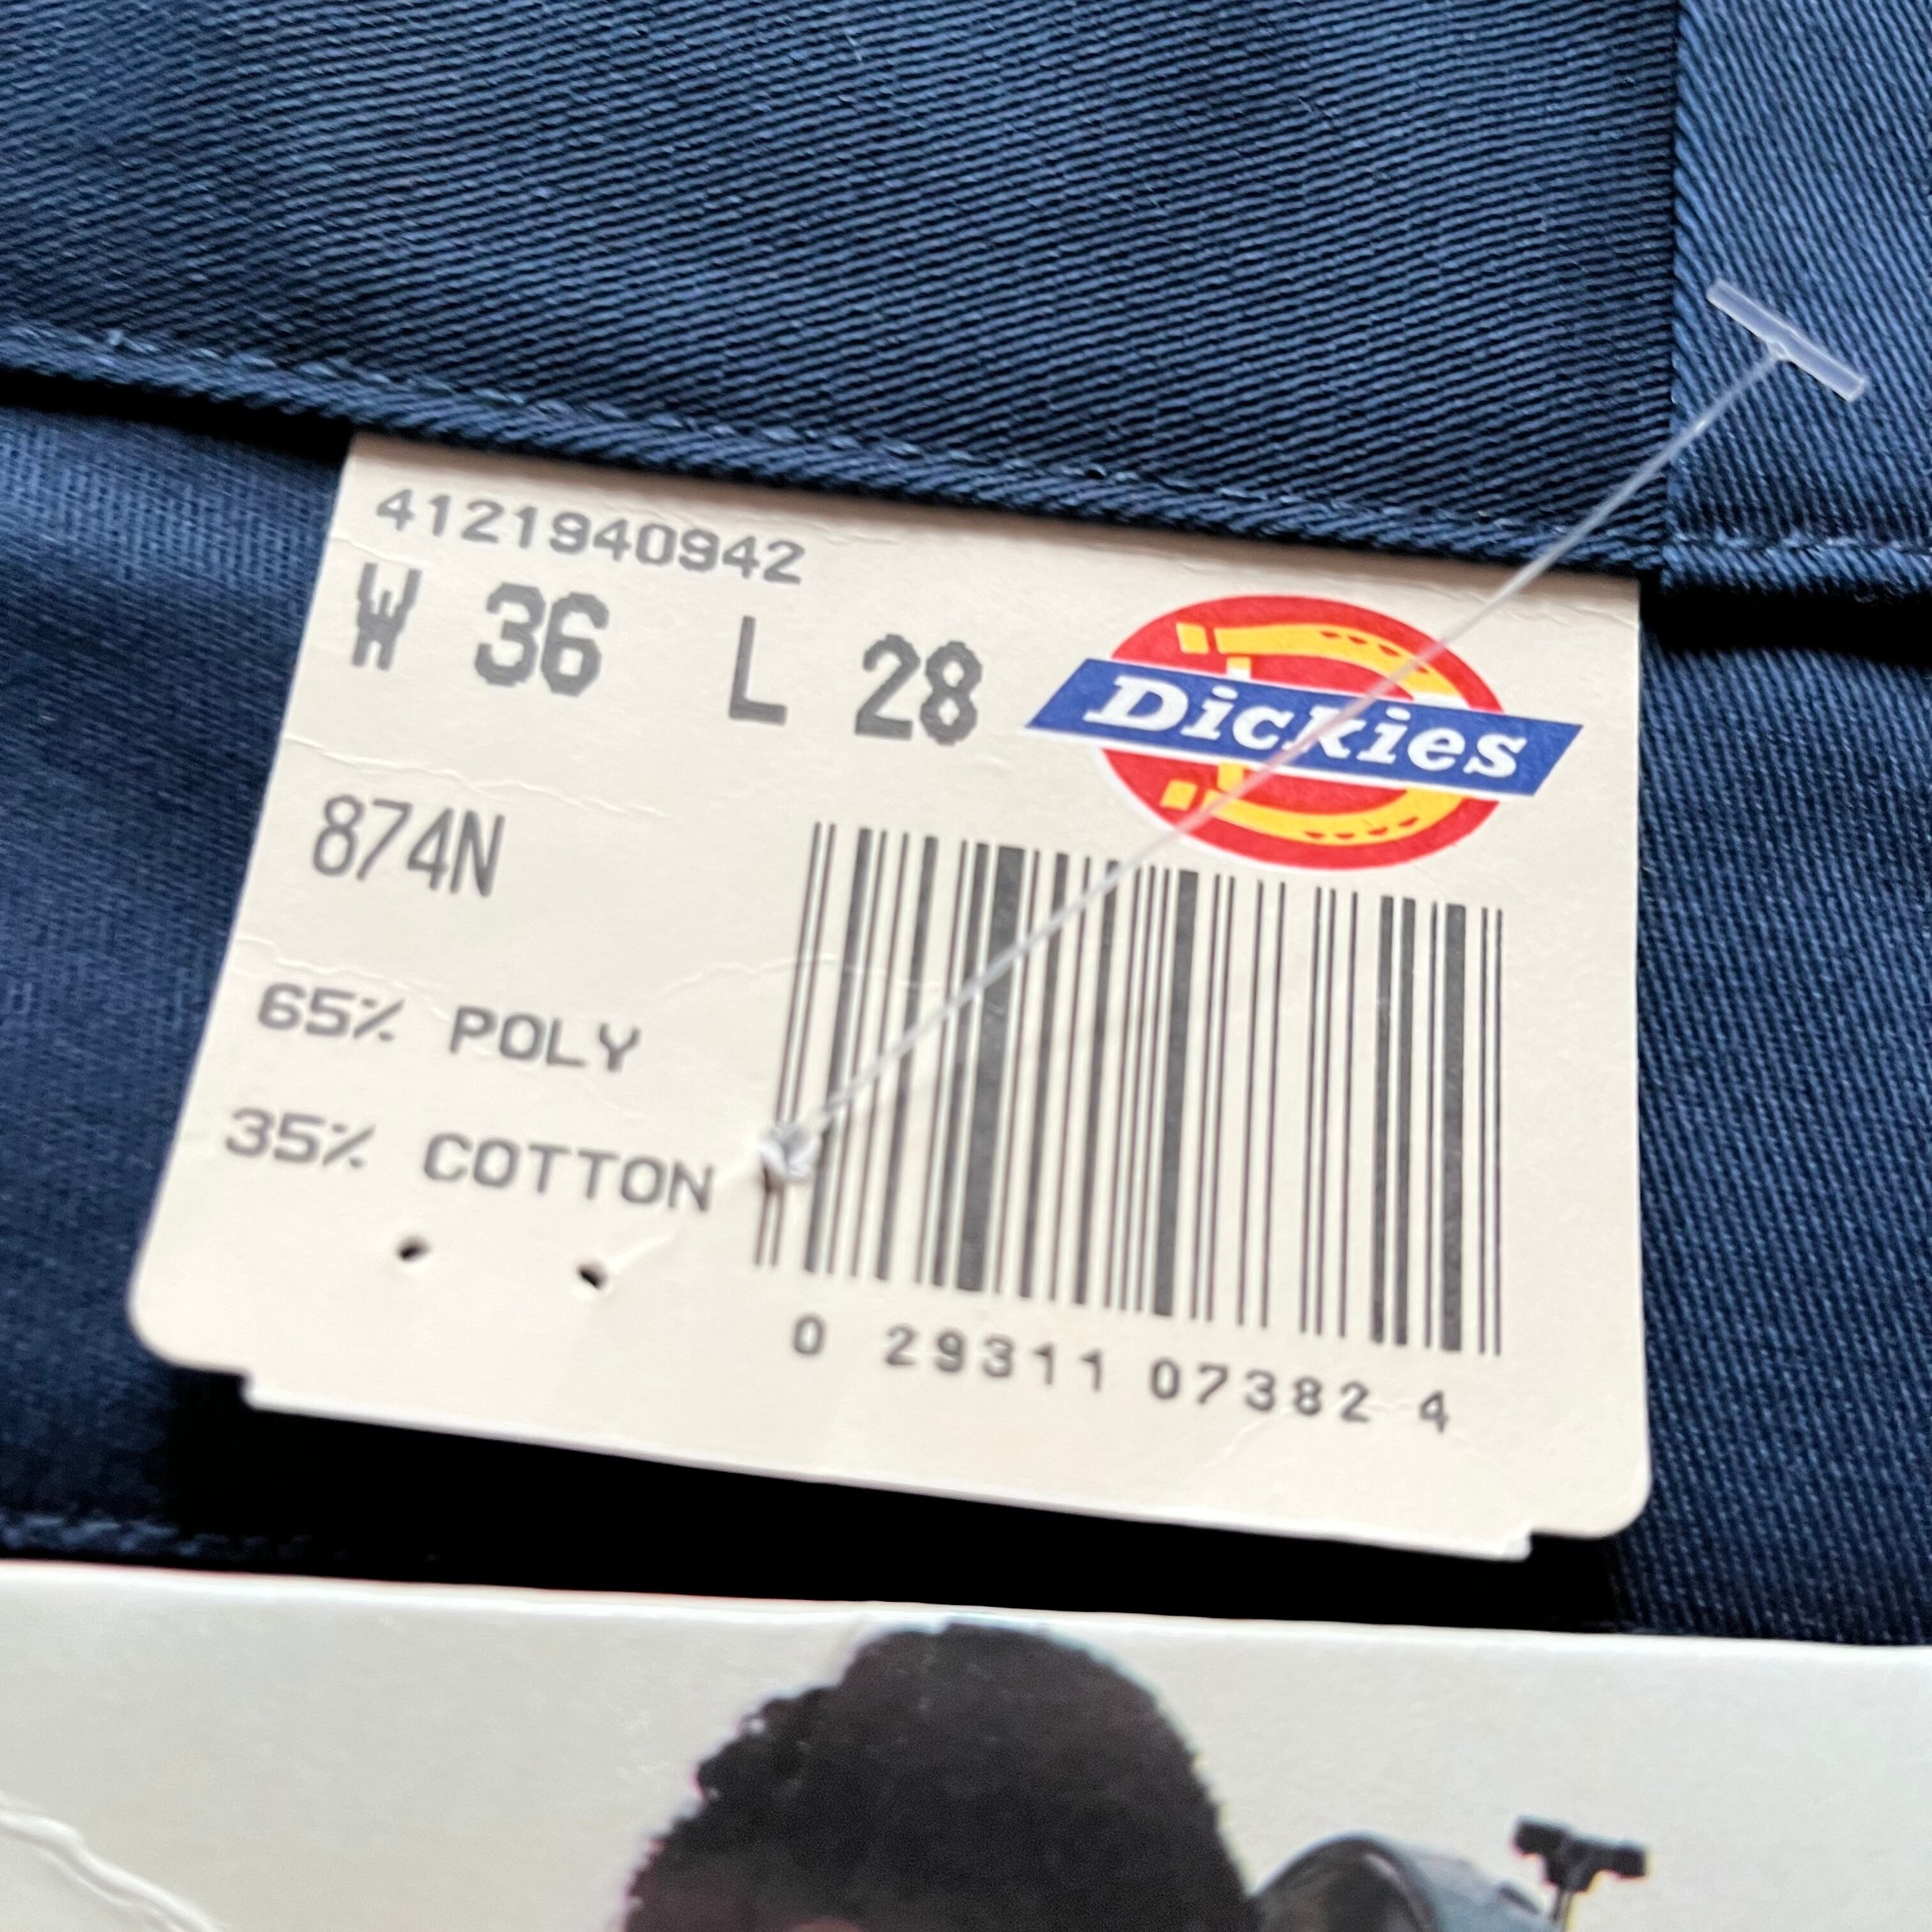 4121940942
W 36 L 28
Dickies
874N
65% POLY
35% COTTON
0 29311 07382 4